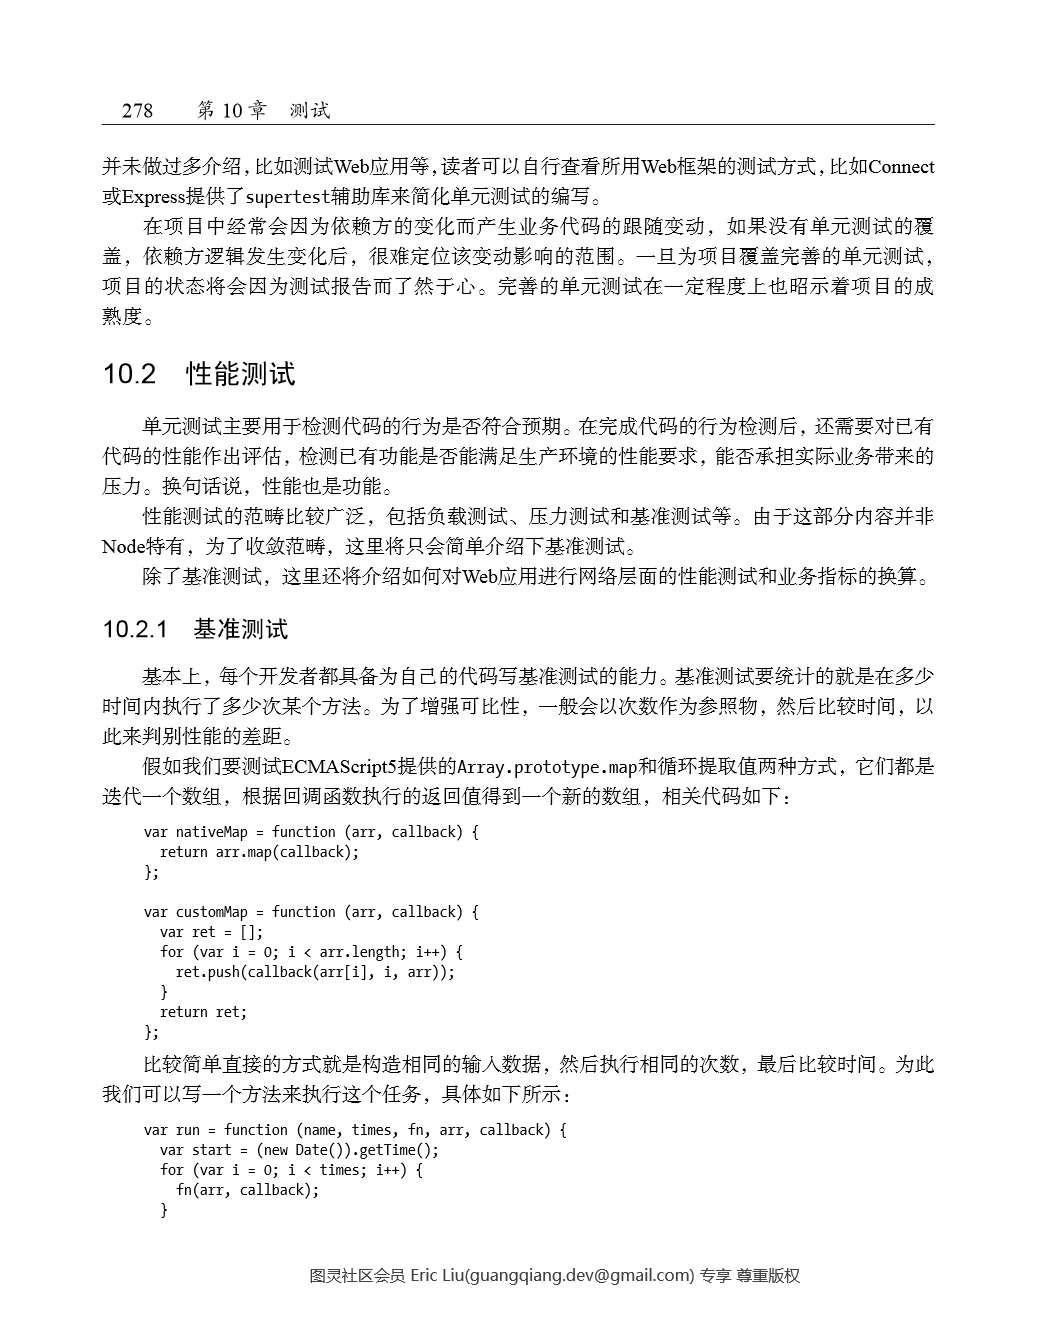 278 第 10 章 测试
并未做过多介绍，比如测试Web应用等，读者可以自行查看所用Web框架的测试方式，比如Connect
或Express提供了supertest辅助库来简化单元测试的编写。
在项目中经常会因为依赖方的变化而产生业务代码的跟随变动，如果没有单元测试的覆
盖，依赖方逻辑发生变化后，很难定位该变动影响的范围。一旦为项目覆盖完善的单元测试，
项目的状态将会因为测试报告而了然于心。完善的单元测试在一定程度上也昭示着项目的成
熟度。
10.2 性能测试
单元测试主要用于检测代码的行为是否符合预期。在完成代码的行为检测后，还需要对已有
代码的性能作出评估，检测已有功能是否能满足生产环境的性能要求，能否承担实际业务带来的
压力。换句话说，性能也是功能。
性能测试的范畴比较广泛，包括负载测试、压力测试和基准测试等。由于这部分内容并非
Node特有，为了收敛范畴，这里将只会简单介绍下基准测试。
除了基准测试，这里还将介绍如何对Web应用进行网络层面的性能测试和业务指标的换算。
10.2.1 基准测试
基本上，每个开发者都具备为自己的代码写基准测试的能力。基准测试要统计的就是在多少
时间内执行了多少次某个方法。为了增强可比性，一般会以次数作为参照物，然后比较时间，以
此来判别性能的差距。
假如我们要测试ECMAScript5提供的Array.prototype.map和循环提取值两种方式，它们都是
迭代一个数组，根据回调函数执行的返回值得到一个新的数组，相关代码如下：
var nativeMap = function (arr, callback) {
  return arr.map(callback);
};
var customMap = function (arr, callback) {
  var ret = [];
  for (var i = 0; i < arr.length; i++) {
    ret.push(callback(arr[i], i, arr));
  }
  return ret;
};
比较简单直接的方式就是构造相同的输入数据，然后执行相同的次数，最后比较时间。为此
我们可以写一个方法来执行这个任务，具体如下所示：
var run = function (name, times, fn, arr, callback) {
  var start = (new Date()).getTime();
  for (var i = 0; i < times; i++) {
    fn(arr, callback);
  }
图灵社区会员 Eric Liu(guangqiang.dev@gmail.com) 专享 尊重版权